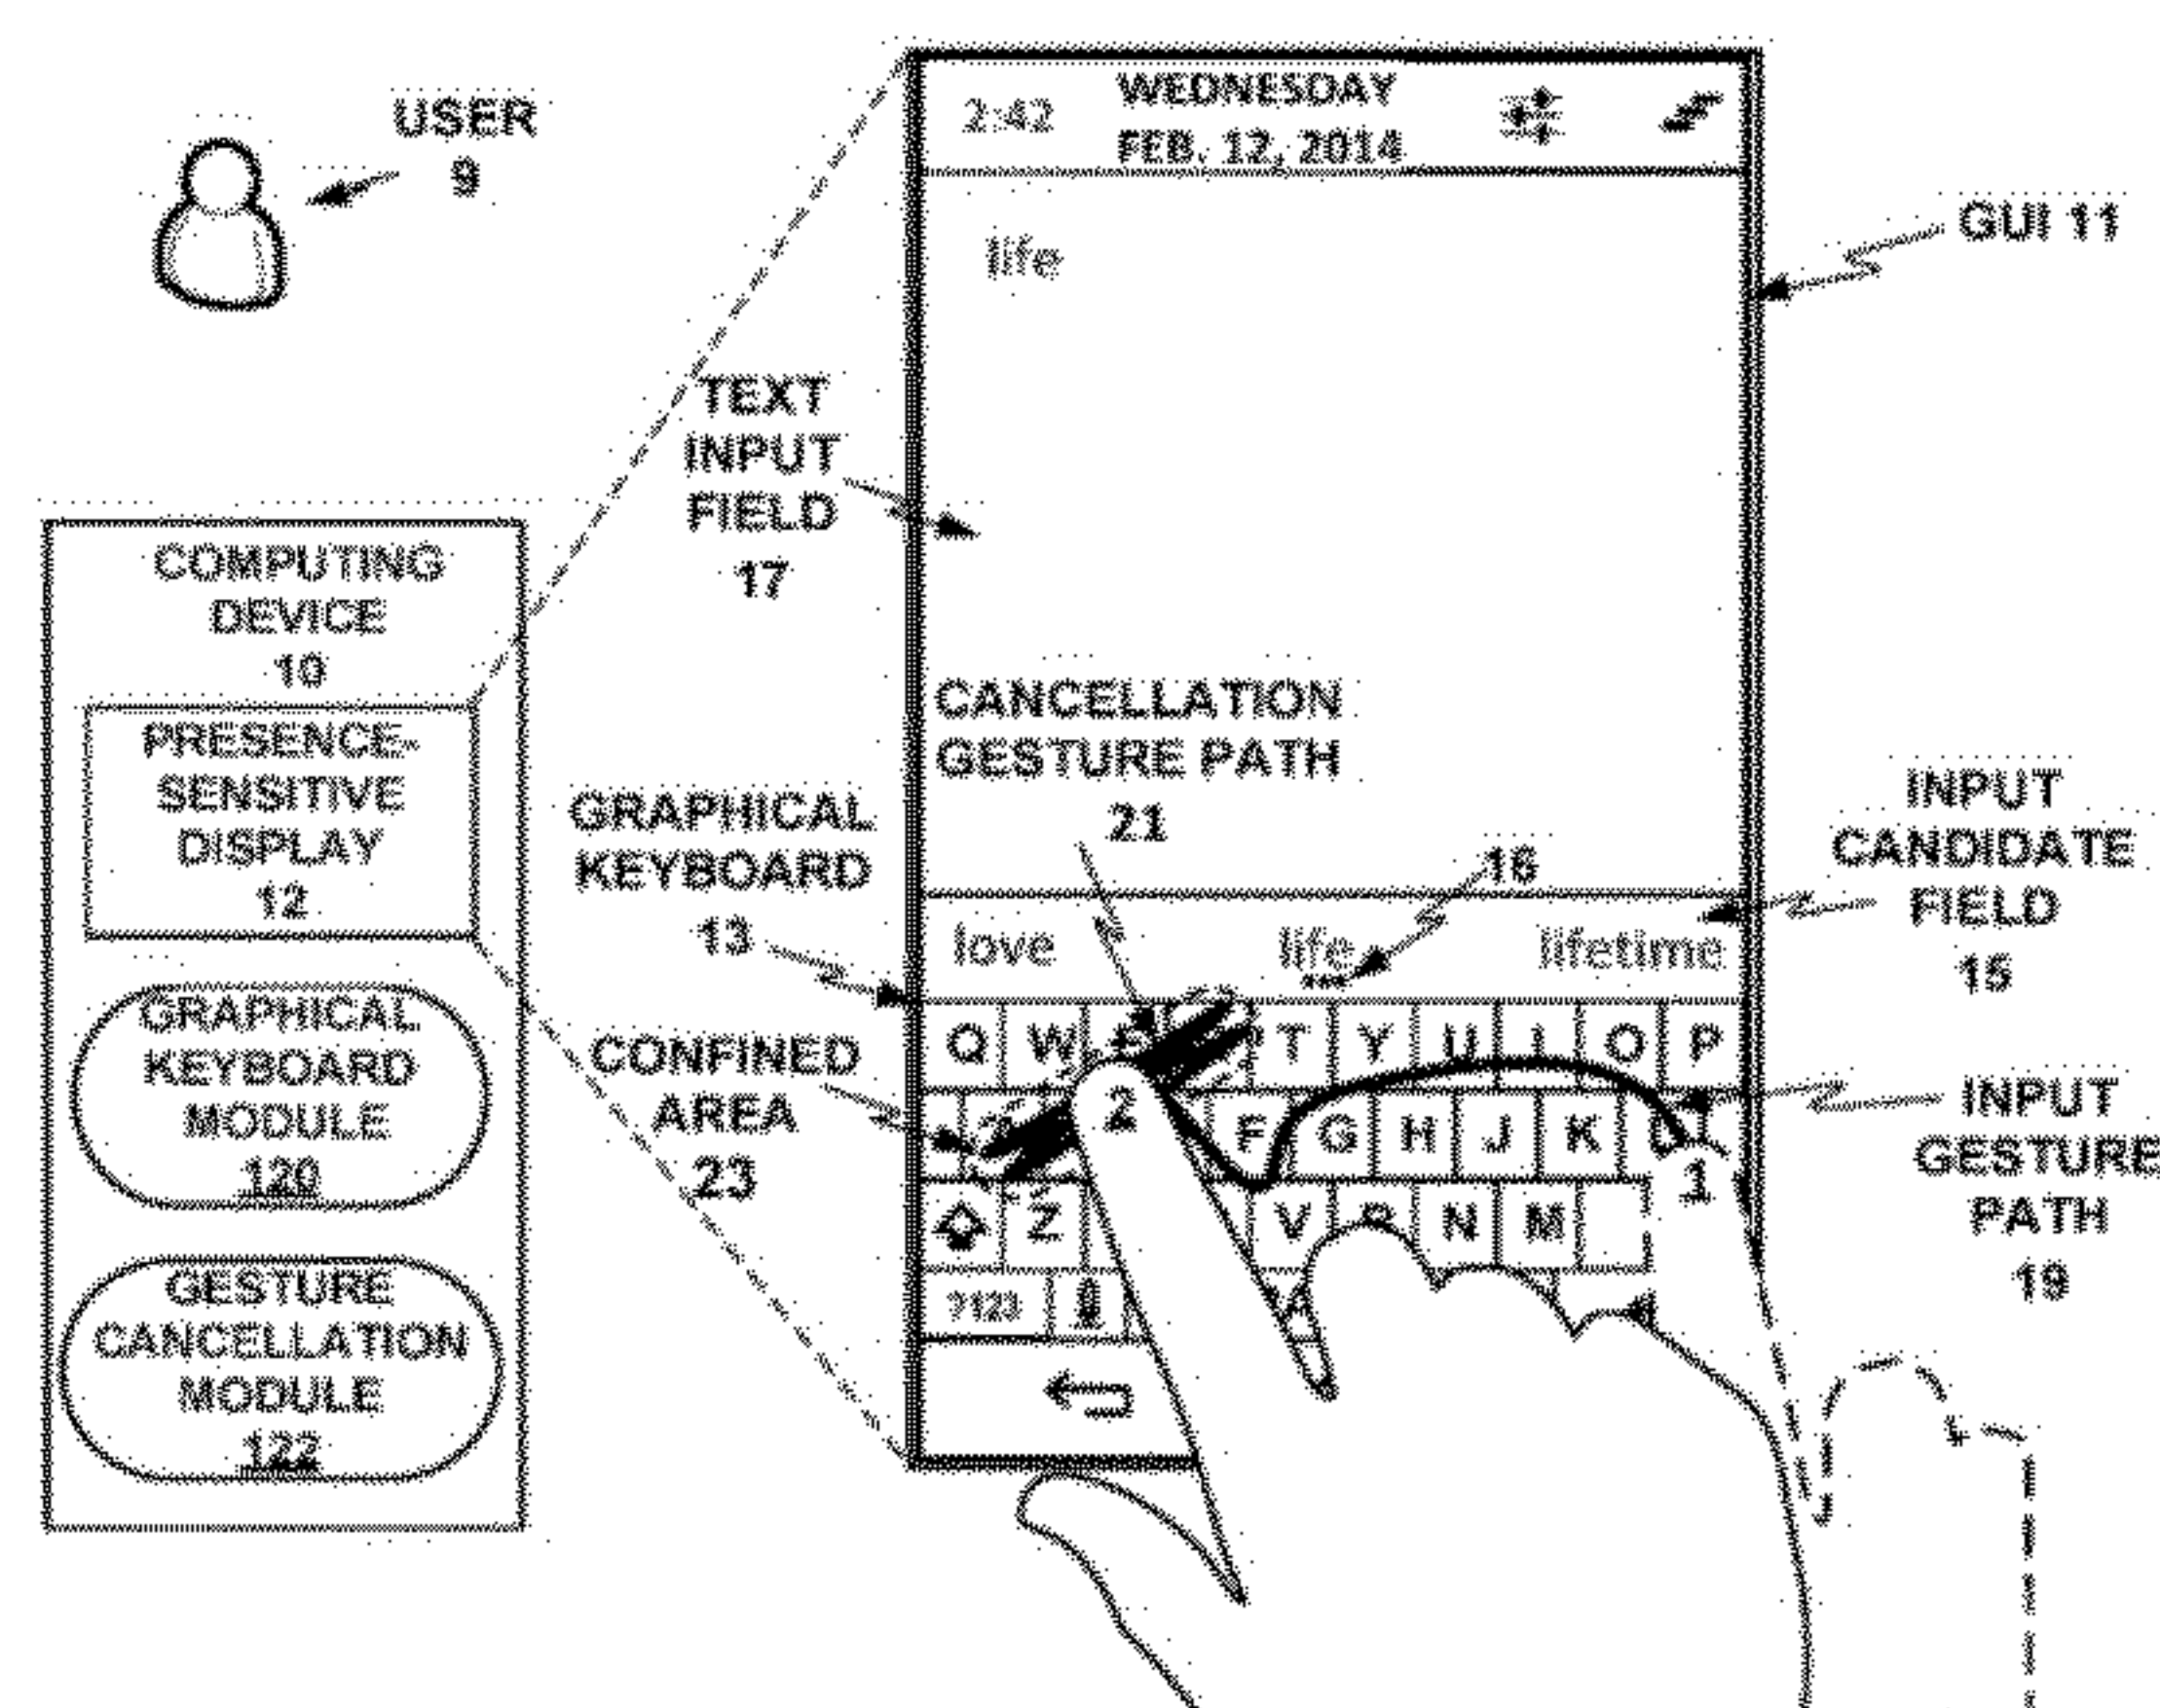 USER
9
2:42
WEDNESDAY
FEB. 12, 2014
GUI 11
life
TEXT
INPUT
FIELD
17
COMPUTING
DEVICE
10
PRESENCE-
SENSITIVE
DISPLAY
12
GRAPHICAL
KEYBOARD
MODULE
120
GESTURE
CANCELLATION
MODULE
122
CANCELLATION
GESTURE PATH
21
GRAPHICAL
KEYBOARD
13
CONFINED
AREA
23
16
INPUT
CANDIDATE
FIELD
15
love life lifetime
Q W E T Y U I O P
F G H J K L
Z V B N M
?123
2
1
INPUT
GESTURE
PATH
19